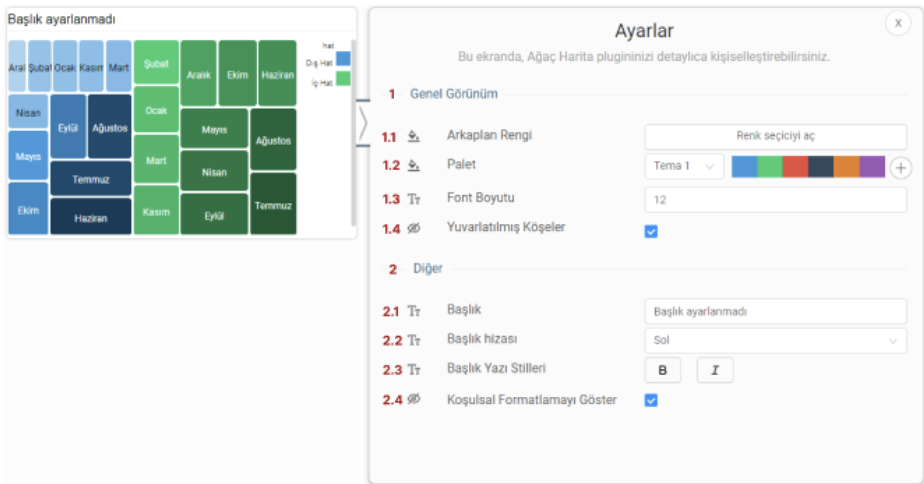 Başlık ayarlanmadı
Aral Şubat Ocak Kasım Mart
Nisan
Eylül
Ağustos
Mayıs
Temmuz
Ekim
Haziran
Şubat
Ocak
Mart
Kasım
Aralık
Ekim
Haziran
Mayıs
Ağustos
Nisan
Eylül
Temmuz
hat
Dış Hat
İç Hat
Ayarlar
X
Bu ekranda, Ağaç Harita plugininizi detaylıca kişiselleştirebilirsiniz.
1 Genel Görünüm
1.1 Arkaplan Rengi Renk seçiciyi aç
1.2 Palet Tema 1
1.3 Tт Font Boyutu 12
1.4 Yuvarlatılmış Köşeler
2 Diğer
2.1 Tт Başlık Başlık ayarlanmadı
2.2 Tт Başlık hizası Sol
2.3 Tт Başlık Yazı Stilleri B I
2.4 Koşulsal Formatlamayı Göster